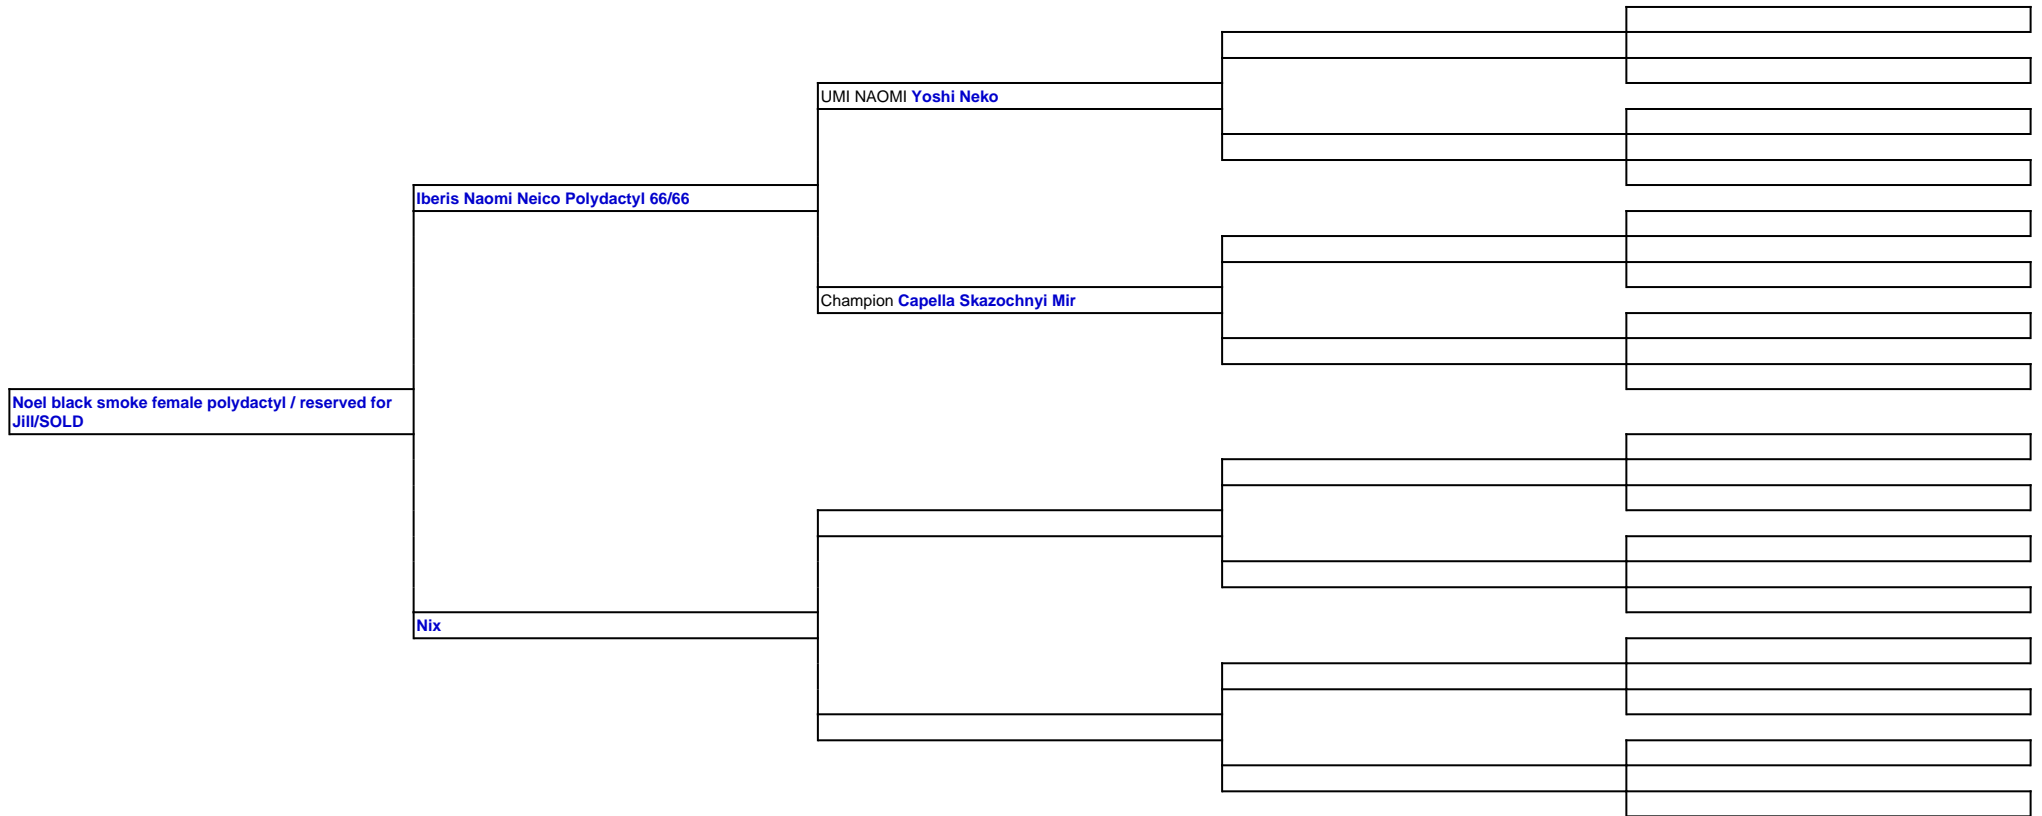 UMI NAOMI Yoshi Neko
Iberis Naomi Neico Polydactyl 66/66
Champion Capella Skazochnyi Mir
Noel black smoke female polydactyl / reserved for
Jill/SOLD
Nix